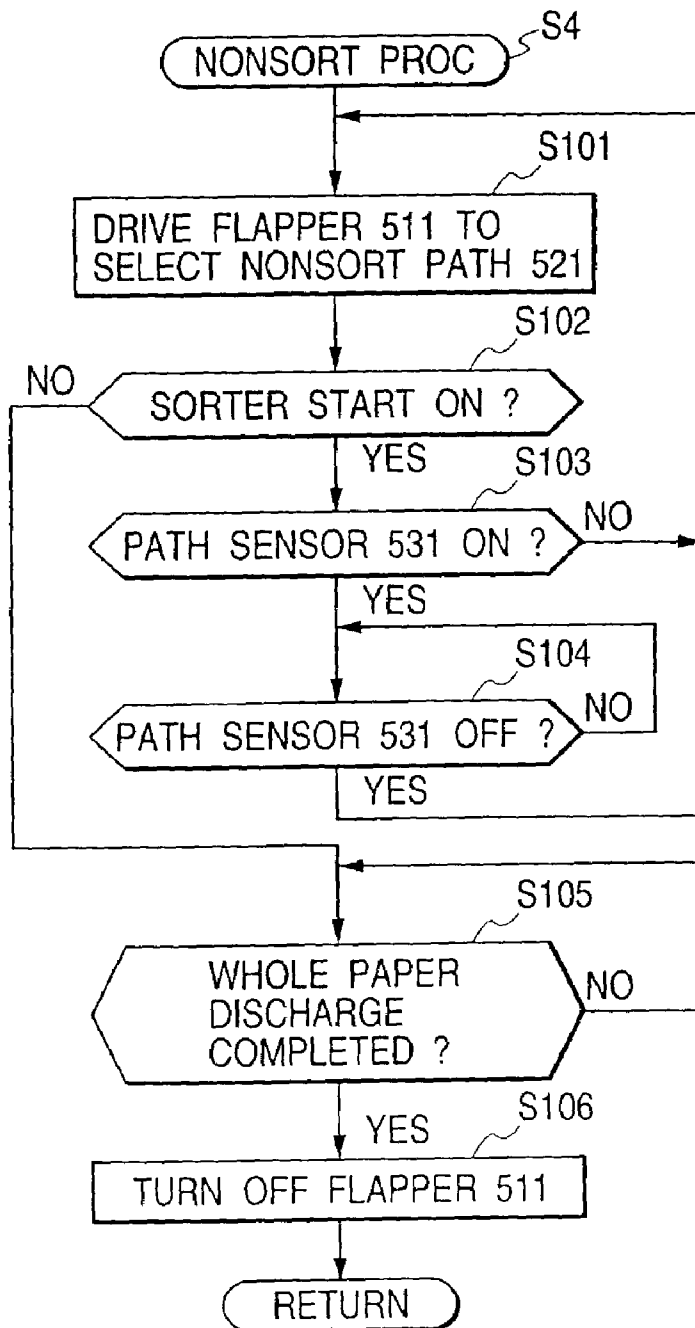 S4
NONSORT PROC
S101
DRIVE FLAPPER 511 TO
SELECT NONSORT PATH 521
S102
NO
SORTER START ON ?
YES
S103
PATH SENSOR 531 ON ?
NO
YES
S104
PATH SENSOR 531 OFF ?
NO
YES
S105
WHOLE PAPER
DISCHARGE
COMPLETED ?
NO
YES
S106
TURN OFF FLAPPER 511
RETURN